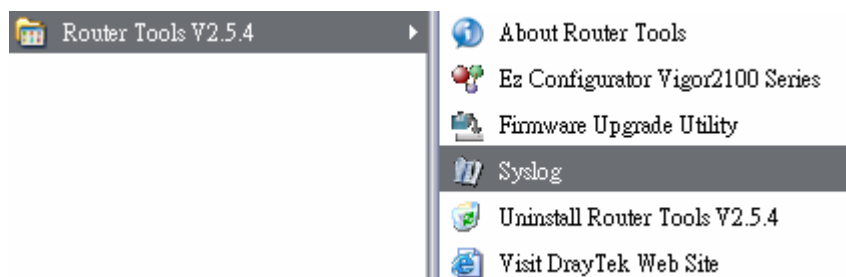 Router Tools V2.5.4
About Router Tools
Ez Configurator Vigor2100 Series
Firmware Upgrade Utility
Syslog
Uninstall Router Tools V2.5.4
Visit DrayTek Web Site